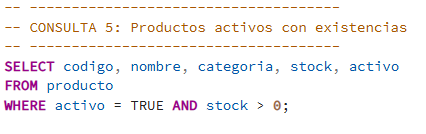 -- -------------------------------------
-- CONSULTA 5: Productos activos con existencias
-- -------------------------------------
SELECT codigo, nombre, categoria, stock, activo
FROM producto
WHERE activo = TRUE AND stock > 0;